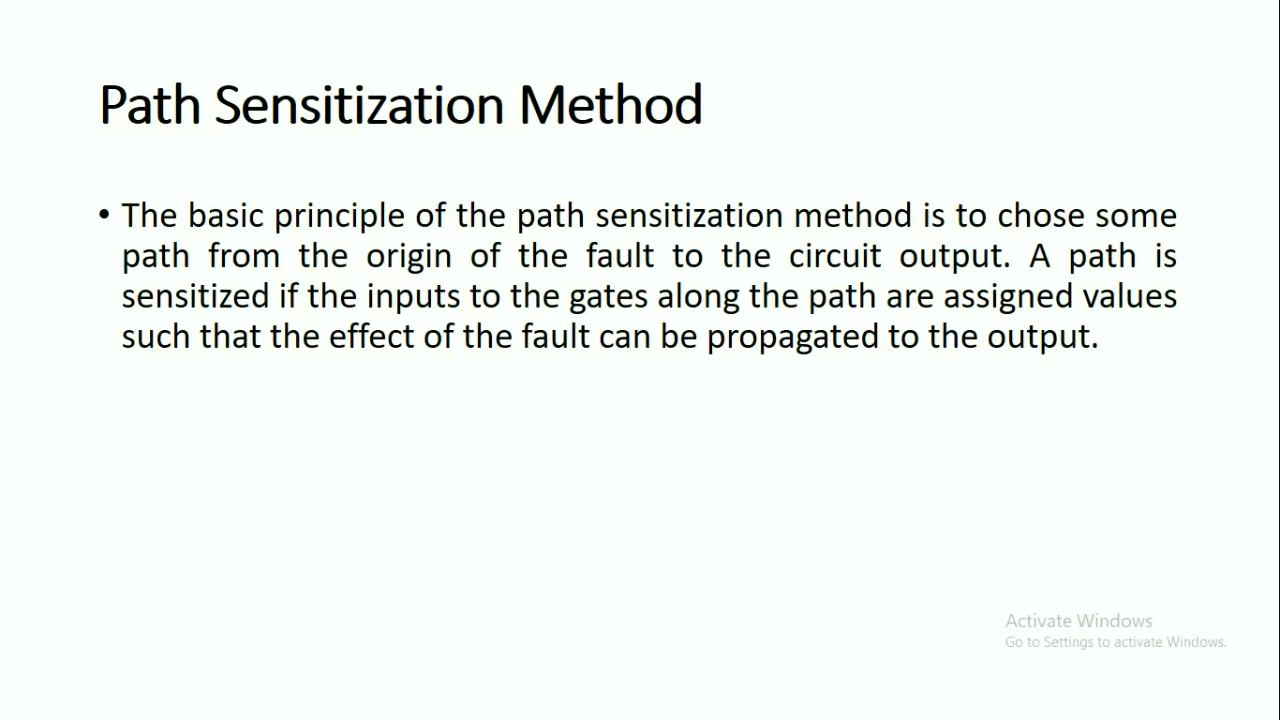 Path Sensitization Method
• The basic principle of the path sensitization method is to chose some
path from the origin of the fault to the circuit output. A path is
sensitized if the inputs to the gates along the path are assigned values
such that the effect of the fault can be propagated to the output.
Activate Windows
Go to Settings to activate Windows.